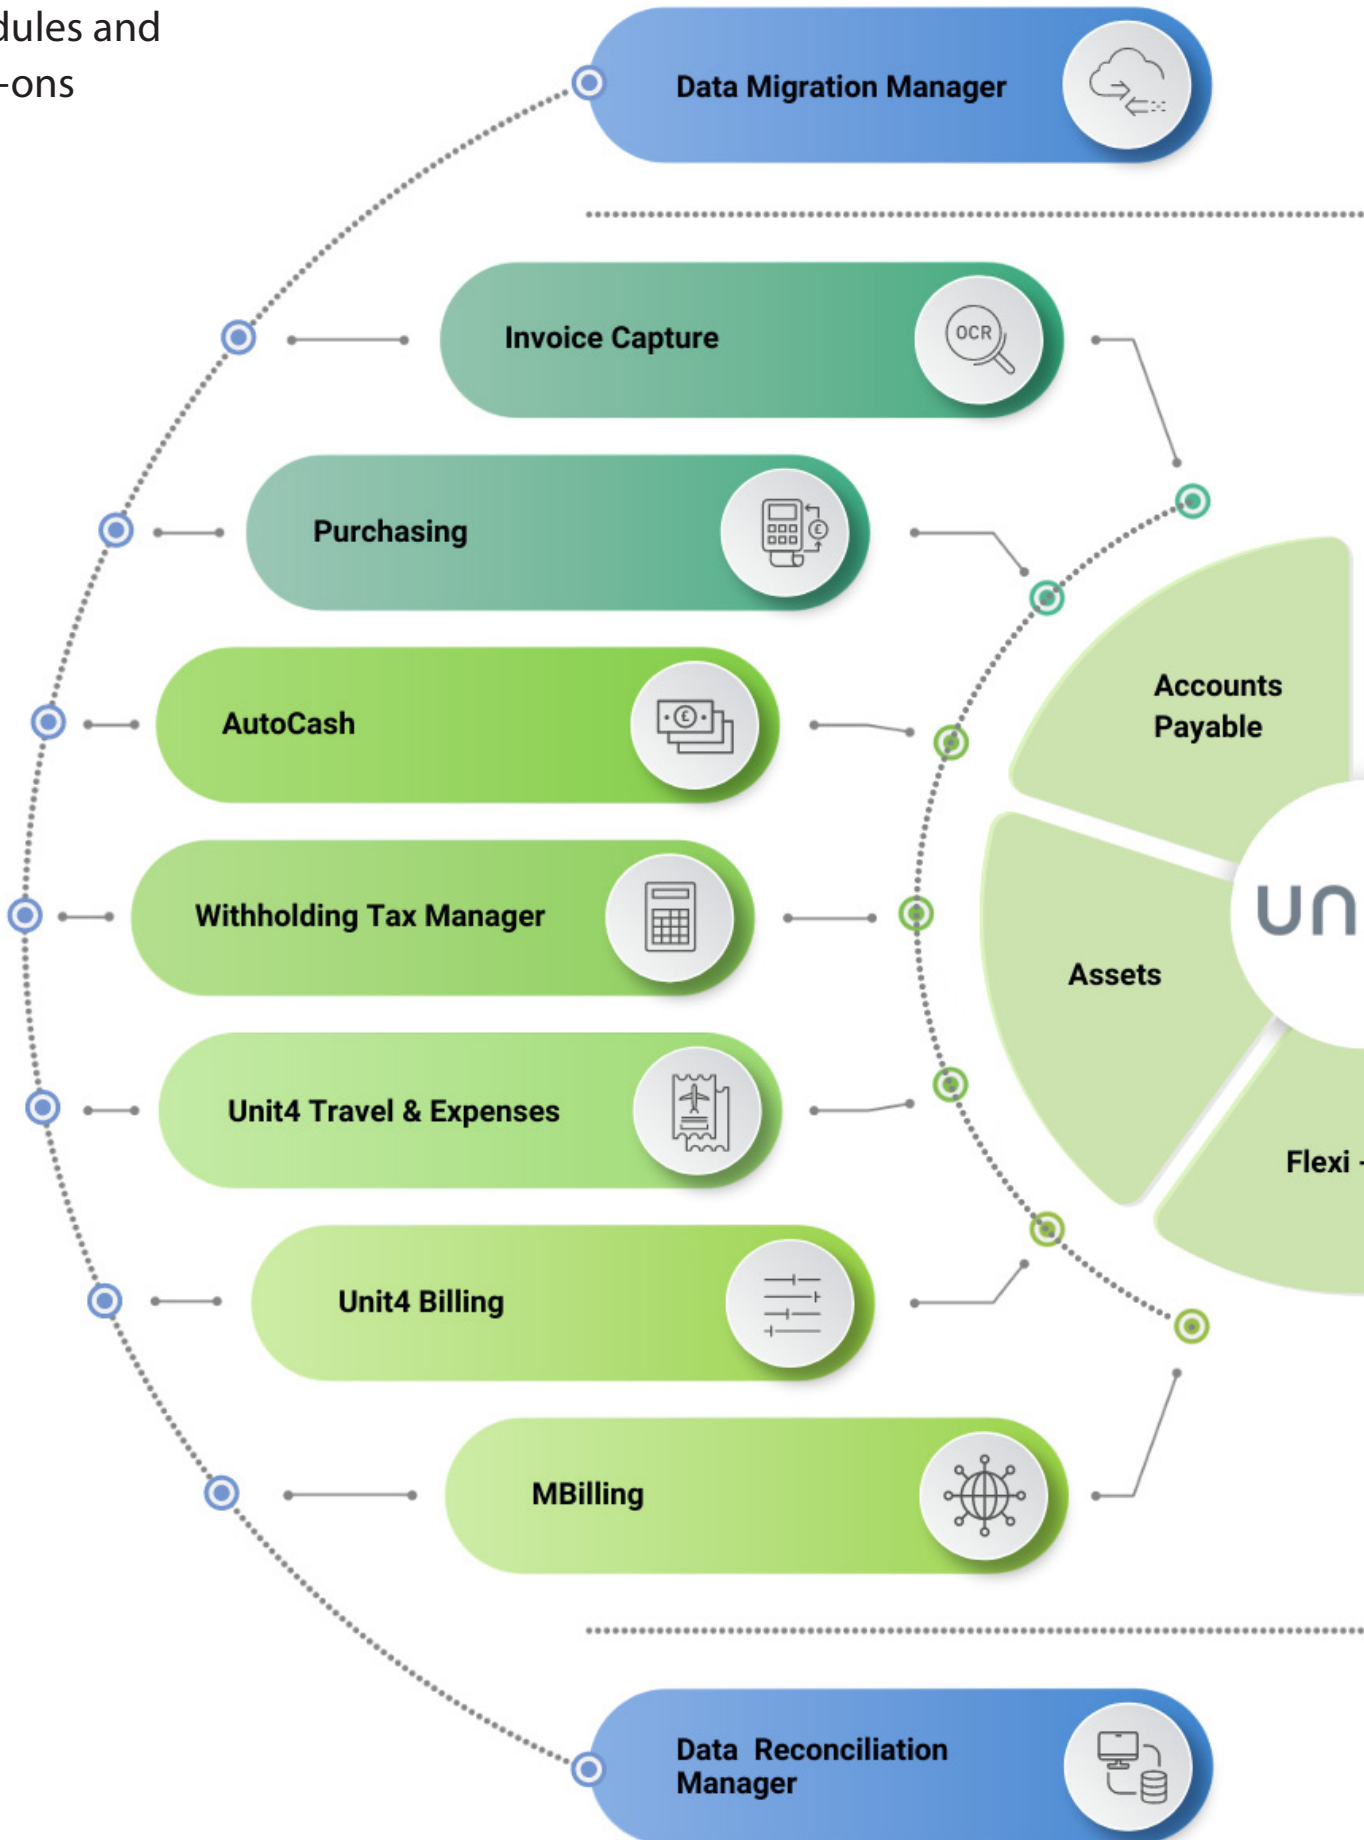 dules and
-ons
Data Migration Manager
Invoice Capture
OCR
Purchasing
£
AutoCash
£
Accounts
Payable
Withholding Tax Manager
un
Assets
Unit4 Travel & Expenses
Flexi -
Unit4 Billing
MBilling
Data  Reconciliation
Manager